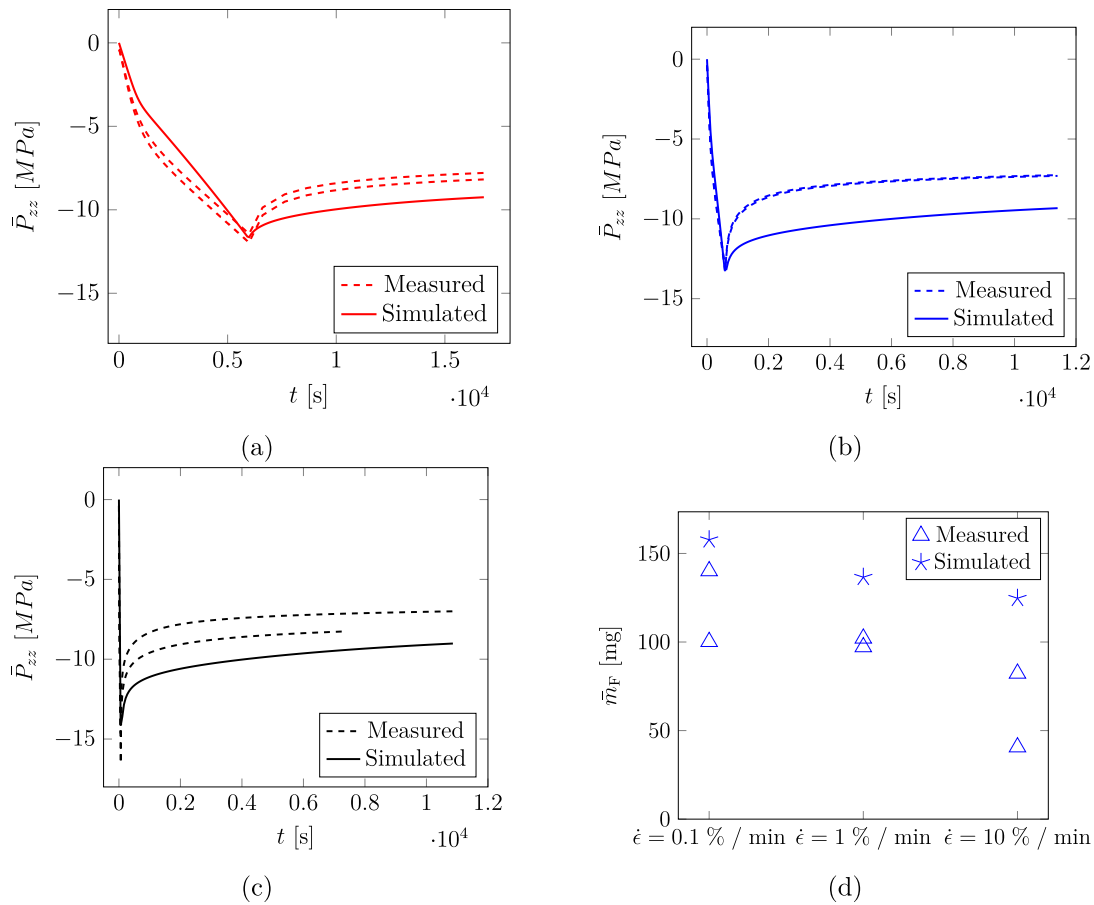 0
−5
−10
−15
P̄zz [MPa]
0
0.5
1
1.5
t [s]
·10⁴
Measured
Simulated
(a)
0
−5
−10
−15
P̄zz [MPa]
0
0.2
0.4
0.6
0.8
1
1.2
t [s]
·10⁴
Measured
Simulated
(b)
0
−5
−10
−15
P̄zz [MPa]
0
0.2
0.4
0.6
0.8
1
1.2
t [s]
·10⁴
Measured
Simulated
(c)
150
100
50
0
m̄F [mg]
ϵ̇ = 0.1 % / min
ϵ̇ = 1 % / min
ϵ̇ = 10 % / min
Measured
Simulated
(d)